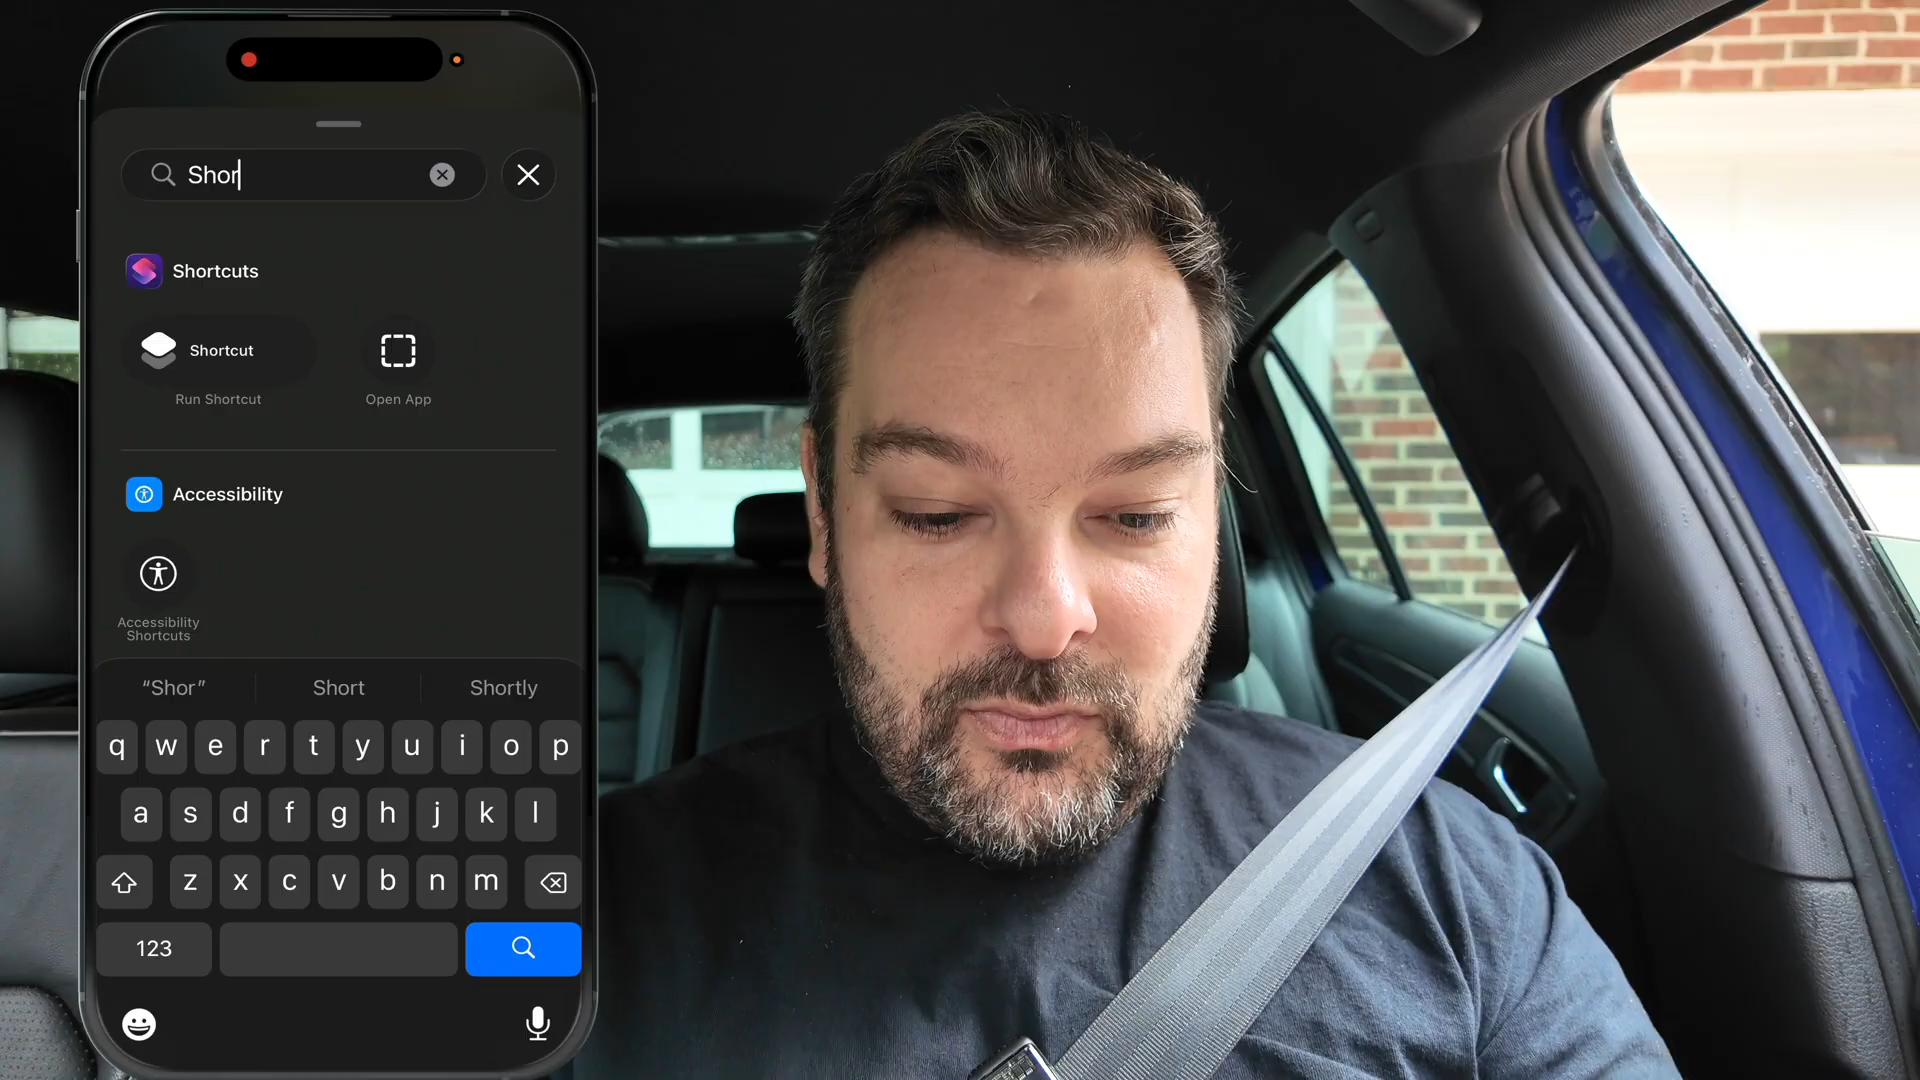 Shor
Shortcuts
Shortcut
Run Shortcut
Open App
Accessibility
Accessibility
Shortcuts
“Shor”
Short
Shortly
q w e r t y u i o p
a s d f g h j k l
z x c v b n m
123